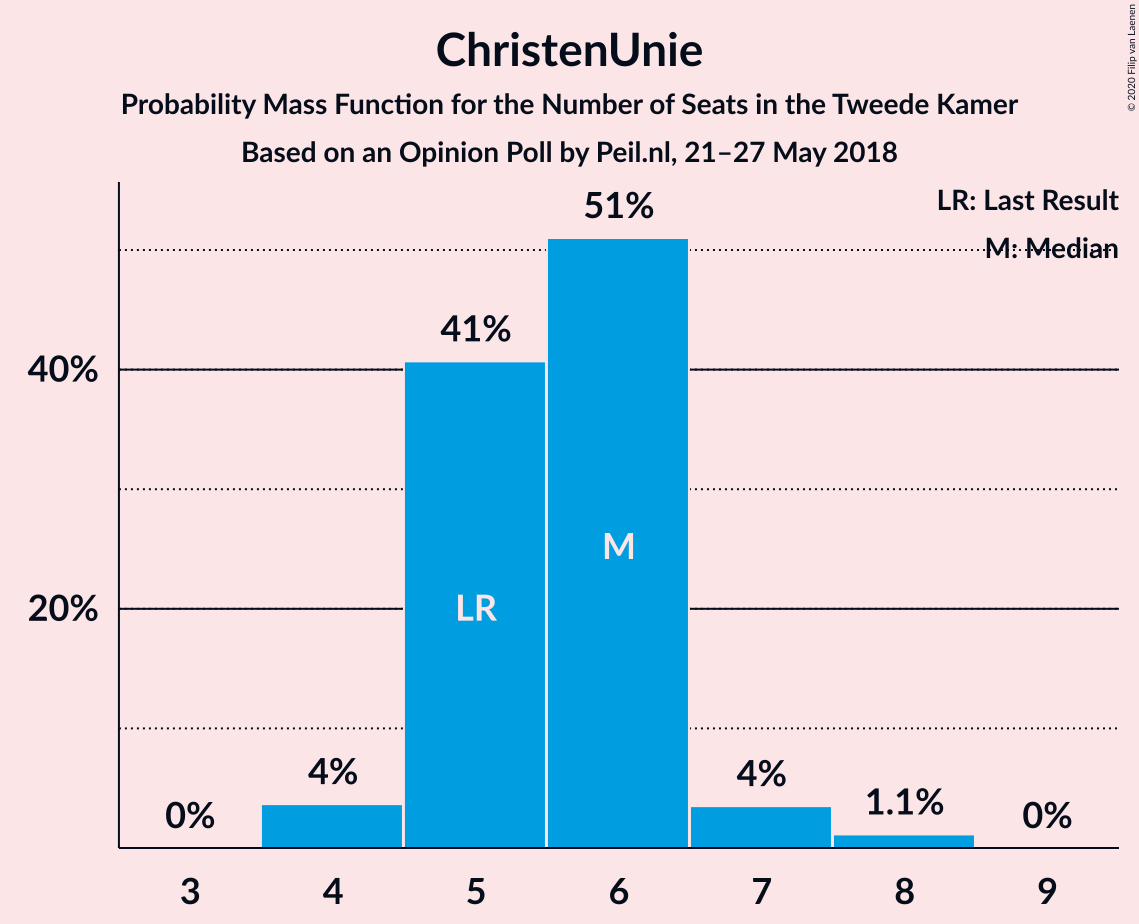 ChristenUnie
Probability Mass Function for the Number of Seats in the Tweede Kamer
Based on an Opinion Poll by Peil.nl, 21–27 May 2018
© 2020 Filip van Laenen
LR: Last Result
M: Median
51%
41%
40%
M
20%
LR
4%
4%
1.1%
0%
0%
3 4 5 6 7 8 9